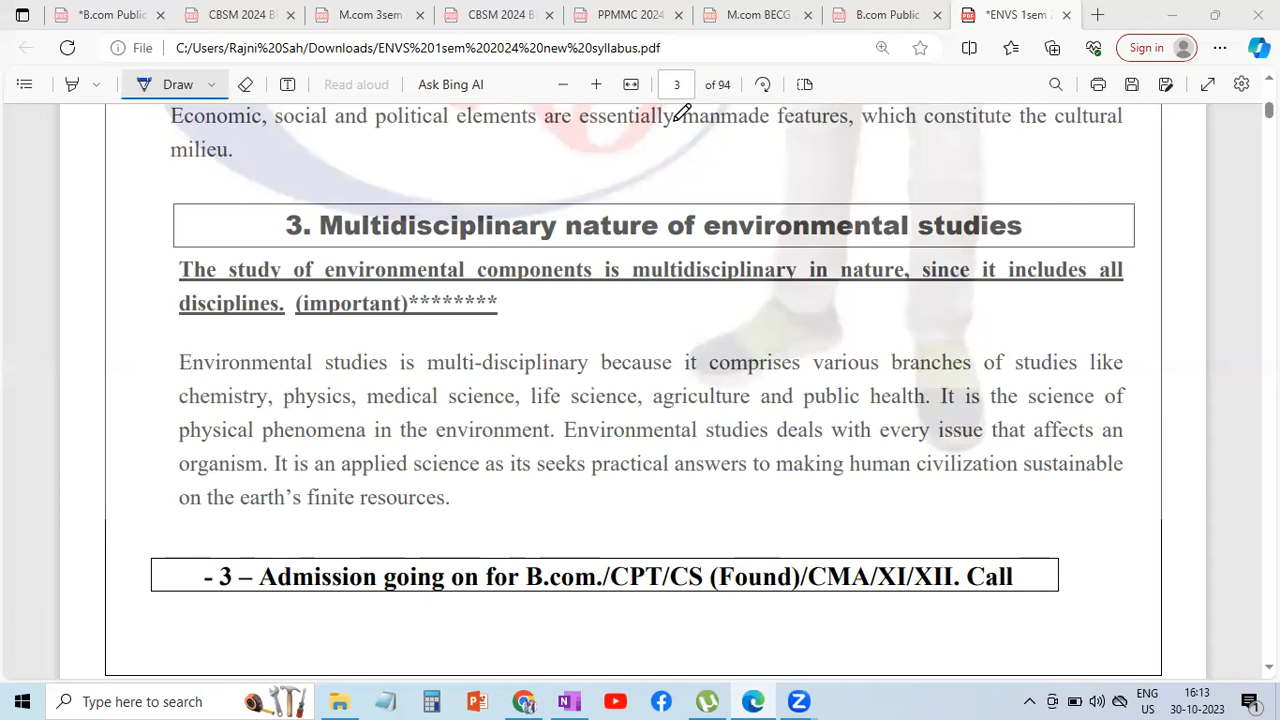 *B.com Public
CBSM 2024
M.com 3sem
CBSM 2024 B
PPMMC 2024
M.com BECG
B.com Public
*ENVS 1sem 2
File
C:/Users/Rajni%20Sah/Downloads/ENVS%201sem%202024%20new%20syllabus.pdf
Sign in
Draw
Read aloud
Ask Bing AI
3 of 94
Economic, social and political elements are essentially manmade features, which constitute the cultural
milieu.
3. Multidisciplinary nature of environmental studies
The study of environmental components is multidisciplinary in nature, since it includes all
disciplines. (important)********
Environmental studies is multi-disciplinary because it comprises various branches of studies like
chemistry, physics, medical science, life science, agriculture and public health. It is the science of
physical phenomena in the environment. Environmental studies deals with every issue that affects an
organism. It is an applied science as its seeks practical answers to making human civilization sustainable
on the earth’s finite resources.
- 3 – Admission going on for B.com./CPT/CS (Found)/CMA/XI/XII. Call
Type here to search
ENG
US
16:13
30-10-2023